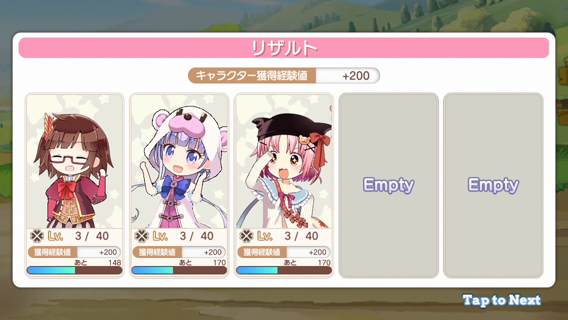 リザルト
キャラクター獲得経験値 +200
Lv. 3 / 40
獲得経験値 +200
あと 148
Lv. 3 / 40
獲得経験値 +200
あと 170
Lv. 3 / 40
獲得経験値 +200
あと 170
Empty
Empty
Tap to Next